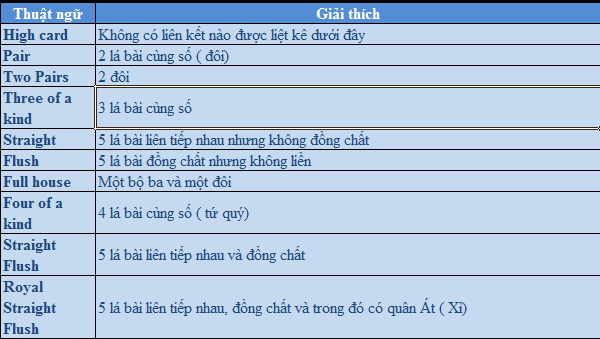 Thuật ngữ Giải thích
High card Không có liên kết nào được liệt kê dưới đây
Pair 2 lá bài cùng số ( đôi)
Two Pairs 2 đôi
Three of a
kind 3 lá bài cùng số
Straight 5 lá bài liên tiếp nhau nhưng không đồng chất
Flush 5 lá bài đồng chất nhưng không liền
Full house Một bộ ba và một đôi
Four of a
kind 4 lá bài cùng số ( tứ quý)
Straight
Flush 5 lá bài liên tiếp nhau và đồng chất
Royal
Straight
Flush 5 lá bài liên tiếp nhau, đồng chất và trong đó có quân Át ( Xì)